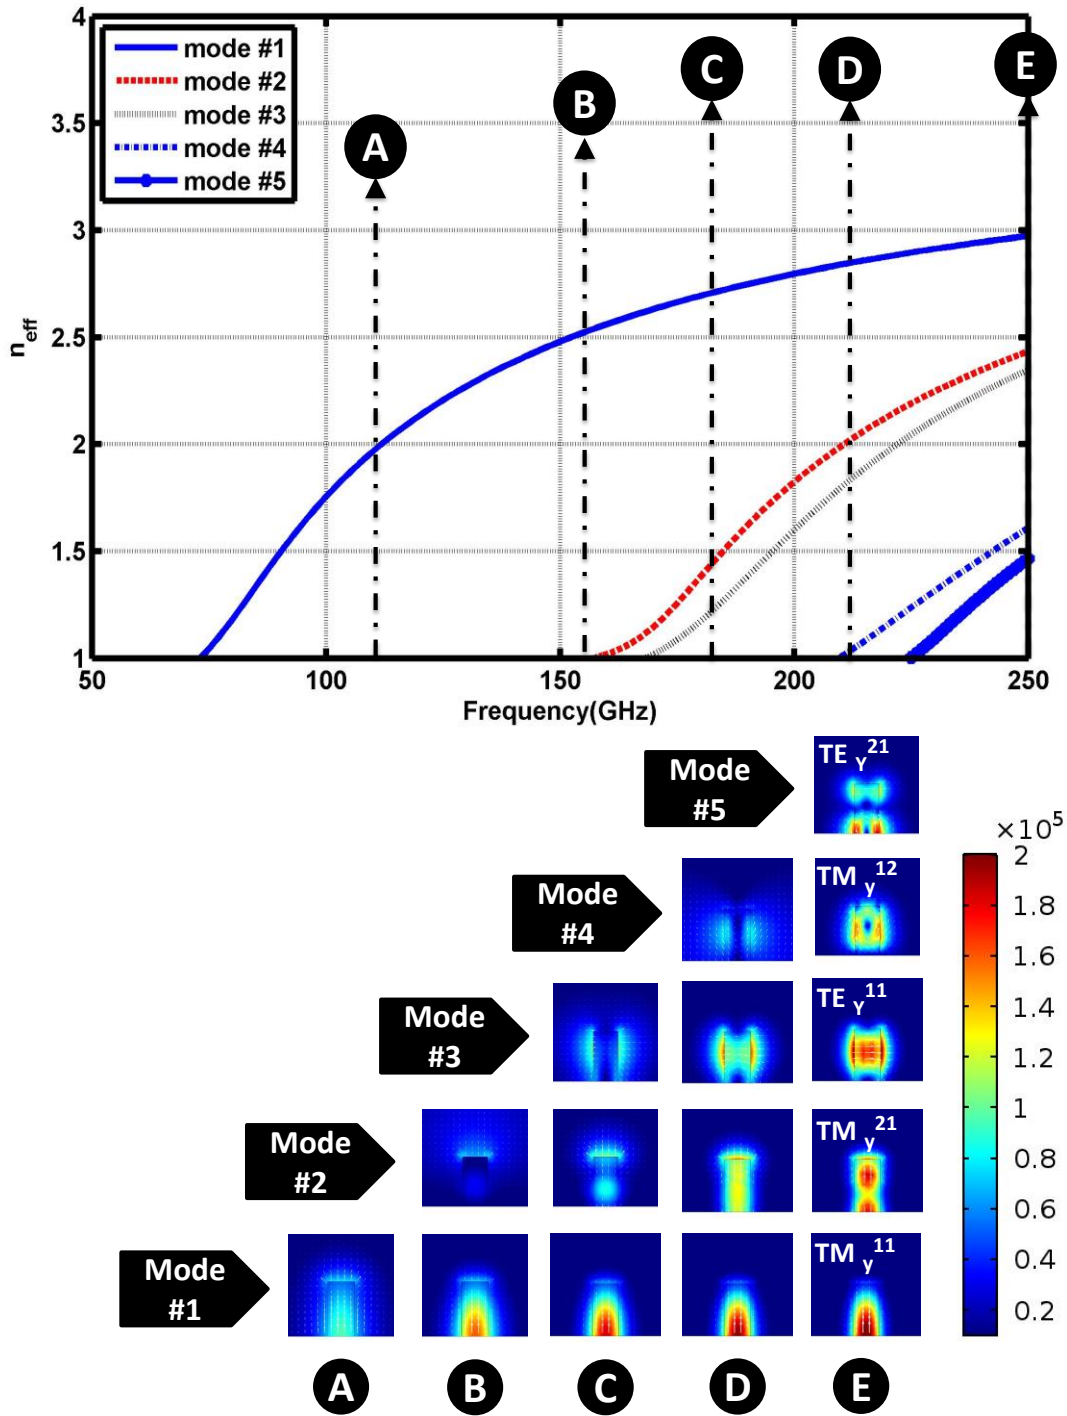 4
3.5
3
2.5
2
1.5
1
n_eff
mode #1
mode #2
mode #3
mode #4
mode #5
A
B
C
D
E
50
100
150
200
250
Frequency(GHz)
Mode
#5
TE Y 21
Mode
#4
TM y 12
Mode
#3
TE Y 11
Mode
#2
TM y 21
Mode
#1
TM y 11
×10⁵
2
1.8
1.6
1.4
1.2
1
0.8
0.6
0.4
0.2
A
B
C
D
E